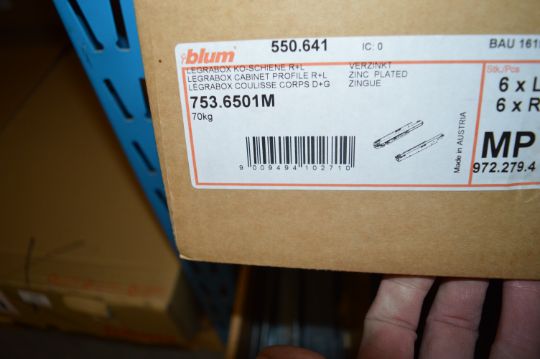 blum
550.641 IC: 0 BAU 161
LEGRABOX KO-SCHIENE R+L VERZINKT
LEGRABOX CABINET PROFILE R+L ZINC PLATED
LEGRABOX COULISSE CORPS D+G ZINGUE
753.6501M
70kg
9 009494 102710
Made in AUSTRIA
Stk./Pcs
6 x L
6 x R
MP
972.279.4